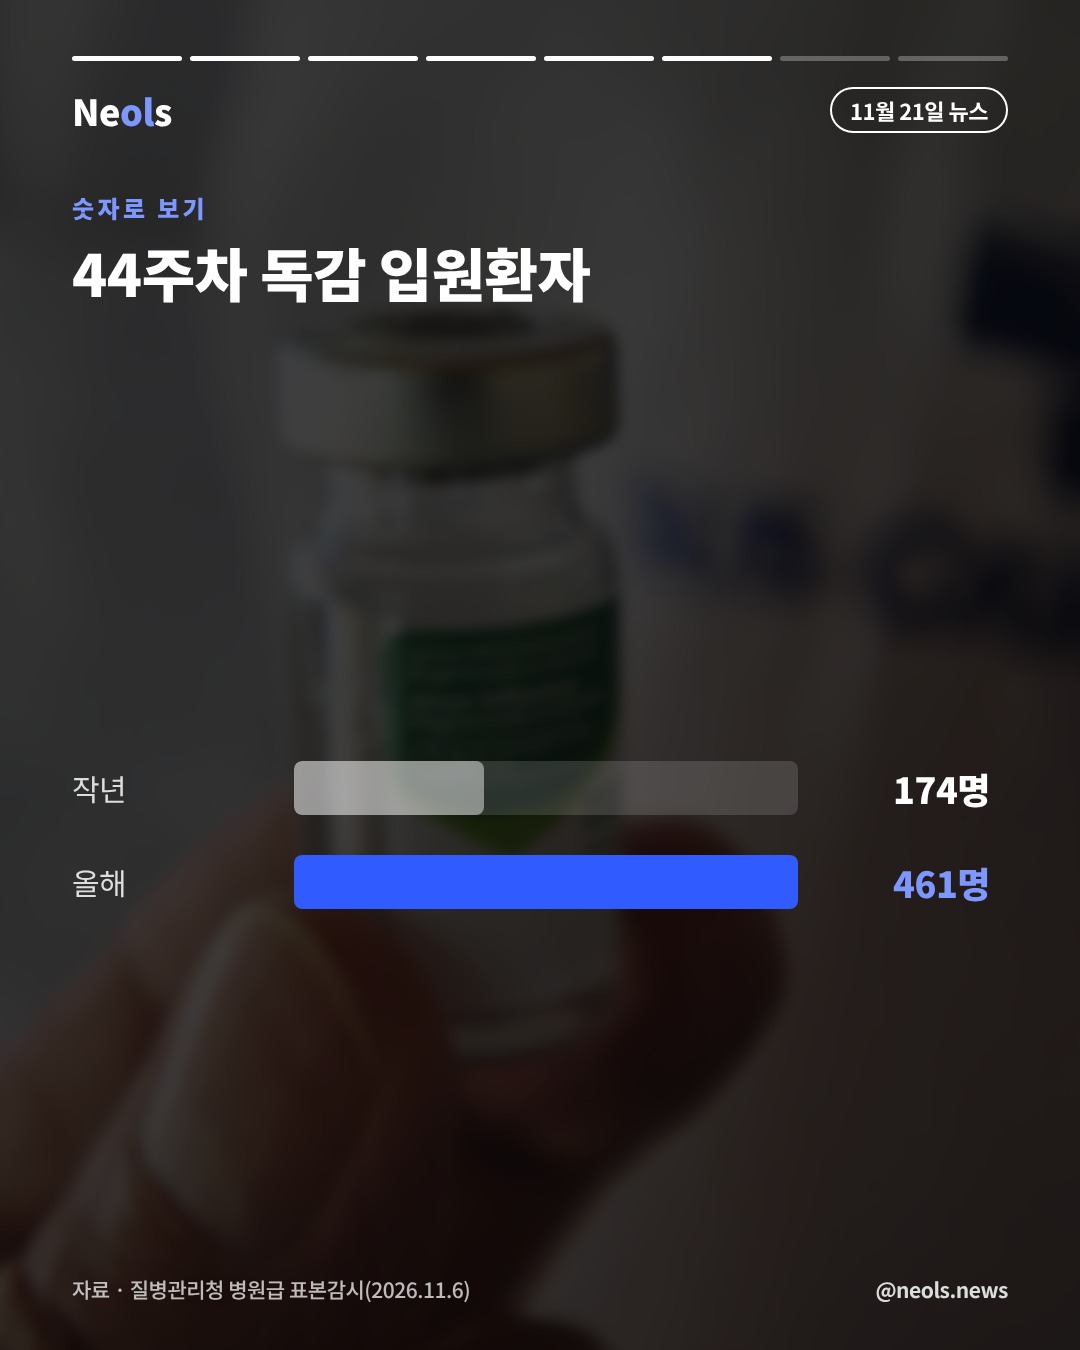 Neols
11월 21일 뉴스
숫자로 보기
44주차 독감 입원환자
작년 174명
올해 461명
자료 · 질병관리청 병원급 표본감시(2026.11.6)
@neols.news